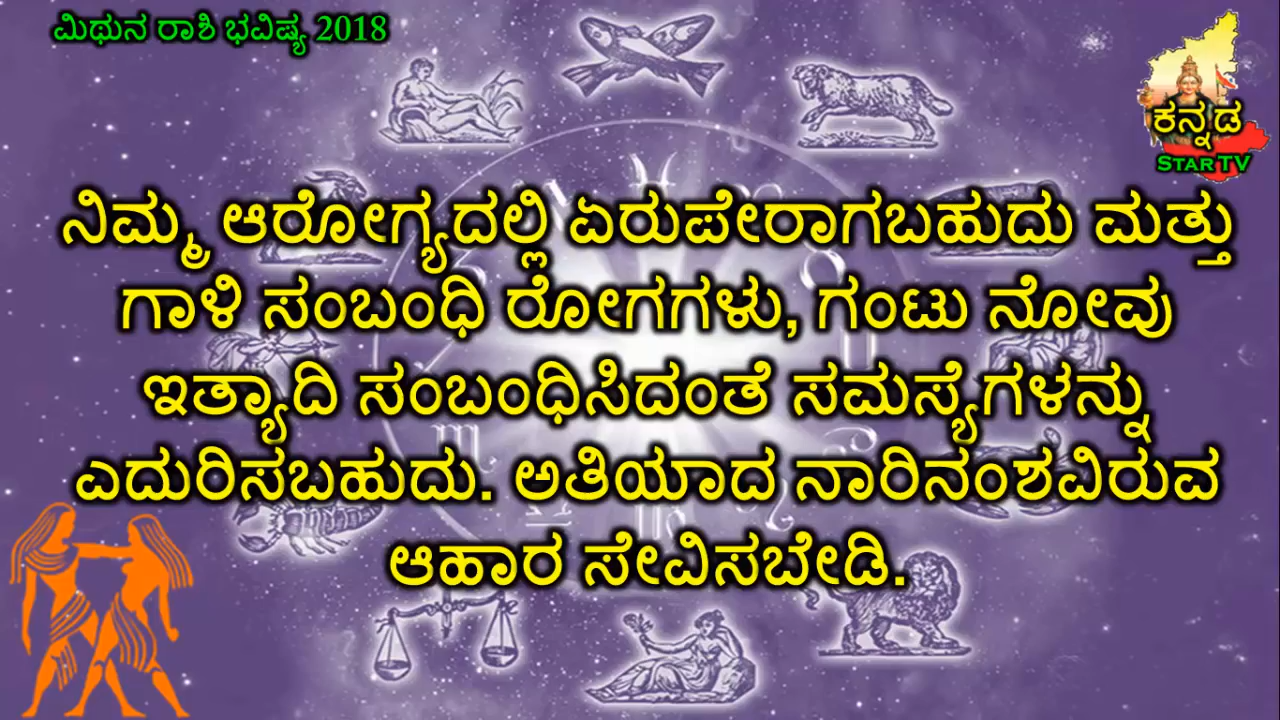 ಮಿಥುನ ರಾಶಿ ಭವಿಷ್ಯ 2018
ಕನ್ನಡ
STAR TV
ನಿಮ್ಮ ಆರೋಗ್ಯದಲ್ಲಿ ಏರುಪೇರಾಗಬಹುದು ಮತ್ತು
ಗಾಳಿ ಸಂಬಂಧಿ ರೋಗಗಳು, ಗಂಟು ನೋವು
ಇತ್ಯಾದಿ ಸಂಬಂಧಿಸಿದಂತೆ ಸಮಸ್ಯೆಗಳನ್ನು
ಎದುರಿಸಬಹುದು. ಅತಿಯಾದ ನಾರಿನಂಶವಿರುವ
ಆಹಾರ ಸೇವಿಸಬೇಡಿ.